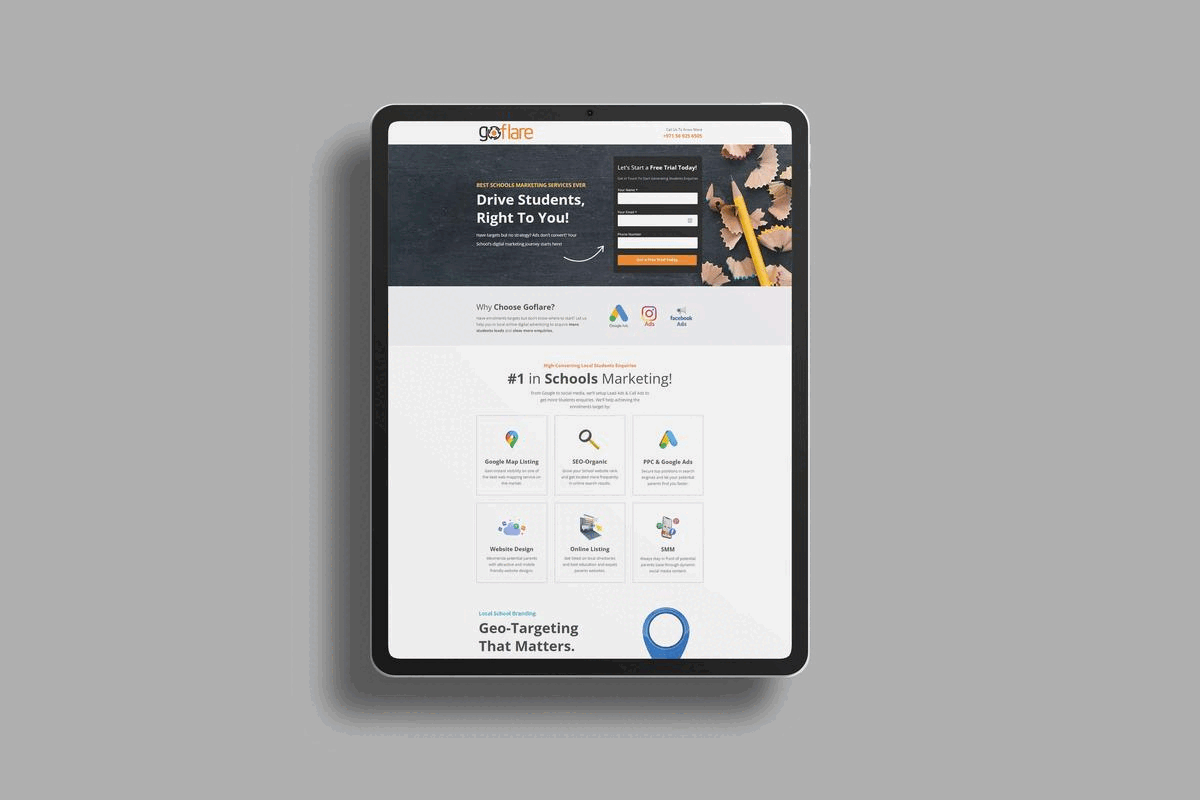 goflare
Call Us To Know More
+971 50 925 6505
BEST SCHOOLS MARKETING SERVICES EVER
Drive Students,
Right To You!
Have targets but no strategy? Ads don't convert? Your
School's digital marketing journey starts here!
Let's Start a Free Trial Today!
Get in Touch To Start Generating Students Enquiries
Your Name *
Your Email *
Phone Number
Get a Free Trial Today
Why Choose Goflare?
Have enrolments targets but don't know where to start? Let us
help you in local online digital advertising to acquire more
students leads and close more enquiries.
Google Ads
Ads
facebook
Ads
High-Converting Local Students Enquiries
#1 in Schools Marketing!
From Google to social media, we'll setup Lead Ads & Call Ads to
get more Students enquiries. We'll help achieving the
enrolments target by:
Google Map Listing
Gain instant visibility on one of
the best web mapping service on
the market.
SEO-Organic
Grow your School website rank
and get located more frequently
in online search results.
PPC & Google Ads
Secure top positions in search
engines and let your potential
parents find you faster.
Website Design
Mesmerize potential parents
with attractive and mobile
friendly website designs.
Online Listing
Get listed on local directories
and best education and expats
parents websites.
SMM
Always stay in front of potential
parents base through dynamic
social media content.
Local School Branding
Geo-Targeting
That Matters.